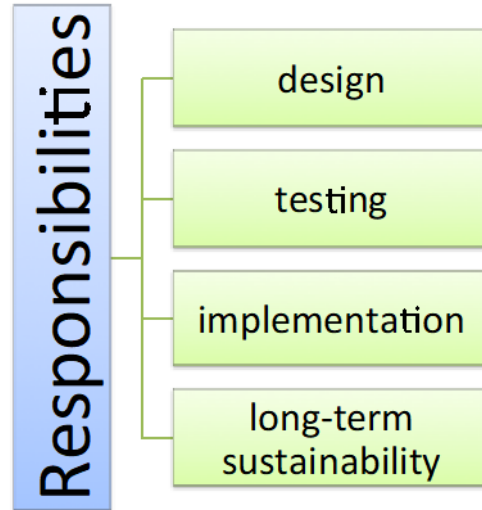 Responsibilities
design
testing
implementation
long-term
sustainability